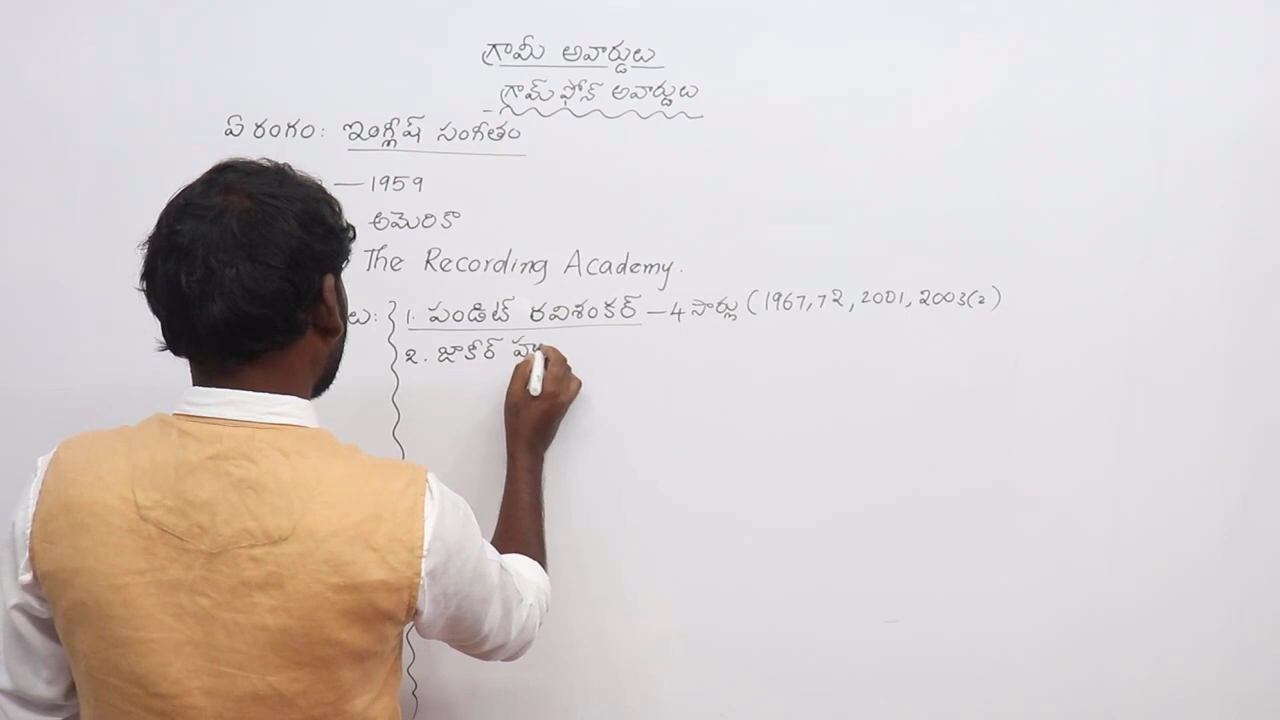 గ్రామీ అవార్డులు
గ్రామ్ ఫోన్ అవార్డులు
ఏ రంగం: ఇంగ్లీష్ సంగీతం
— 1959
అమెరికా
The Recording Academy.
లు: 1. పండిట్ రవిశంకర్ – 4 సార్లు (1967, 72, 2001, 2003(2)
2. జాకీర్